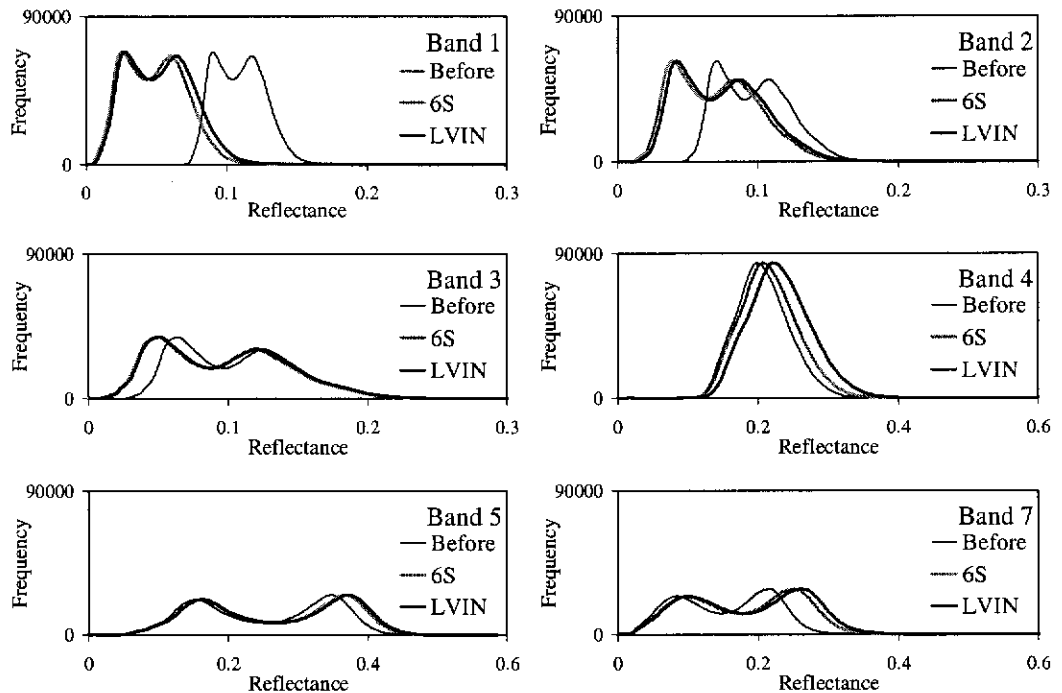 90000
Frequency
0
Band 1
Before
6S
LVIN
0
0.1
0.2
0.3
Reflectance
90000
Frequency
0
Band 2
Before
6S
LVIN
0
0.1
0.2
0.3
Reflectance
90000
Frequency
0
Band 3
Before
6S
LVIN
0
0.1
0.2
0.3
Reflectance
90000
Frequency
0
Band 4
Before
6S
LVIN
0
0.2
0.4
0.6
Reflectance
90000
Frequency
0
Band 5
Before
6S
LVIN
0
0.2
0.4
0.6
Reflectance
90000
Frequency
0
Band 7
Before
6S
LVIN
0
0.2
0.4
0.6
Reflectance